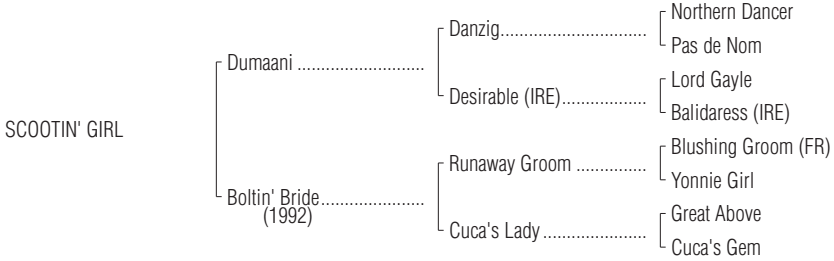 Northern Dancer
Danzig..............................
Pas de Nom
Dumaani ..........................
Lord Gayle
Desirable (IRE).................
Balidaress (IRE)
SCOOTIN' GIRL
Blushing Groom (FR)
Runaway Groom ..............
Yonnie Girl
Boltin' Bride.....................
(1992)
Great Above
Cuca's Lady .....................
Cuca's Gem